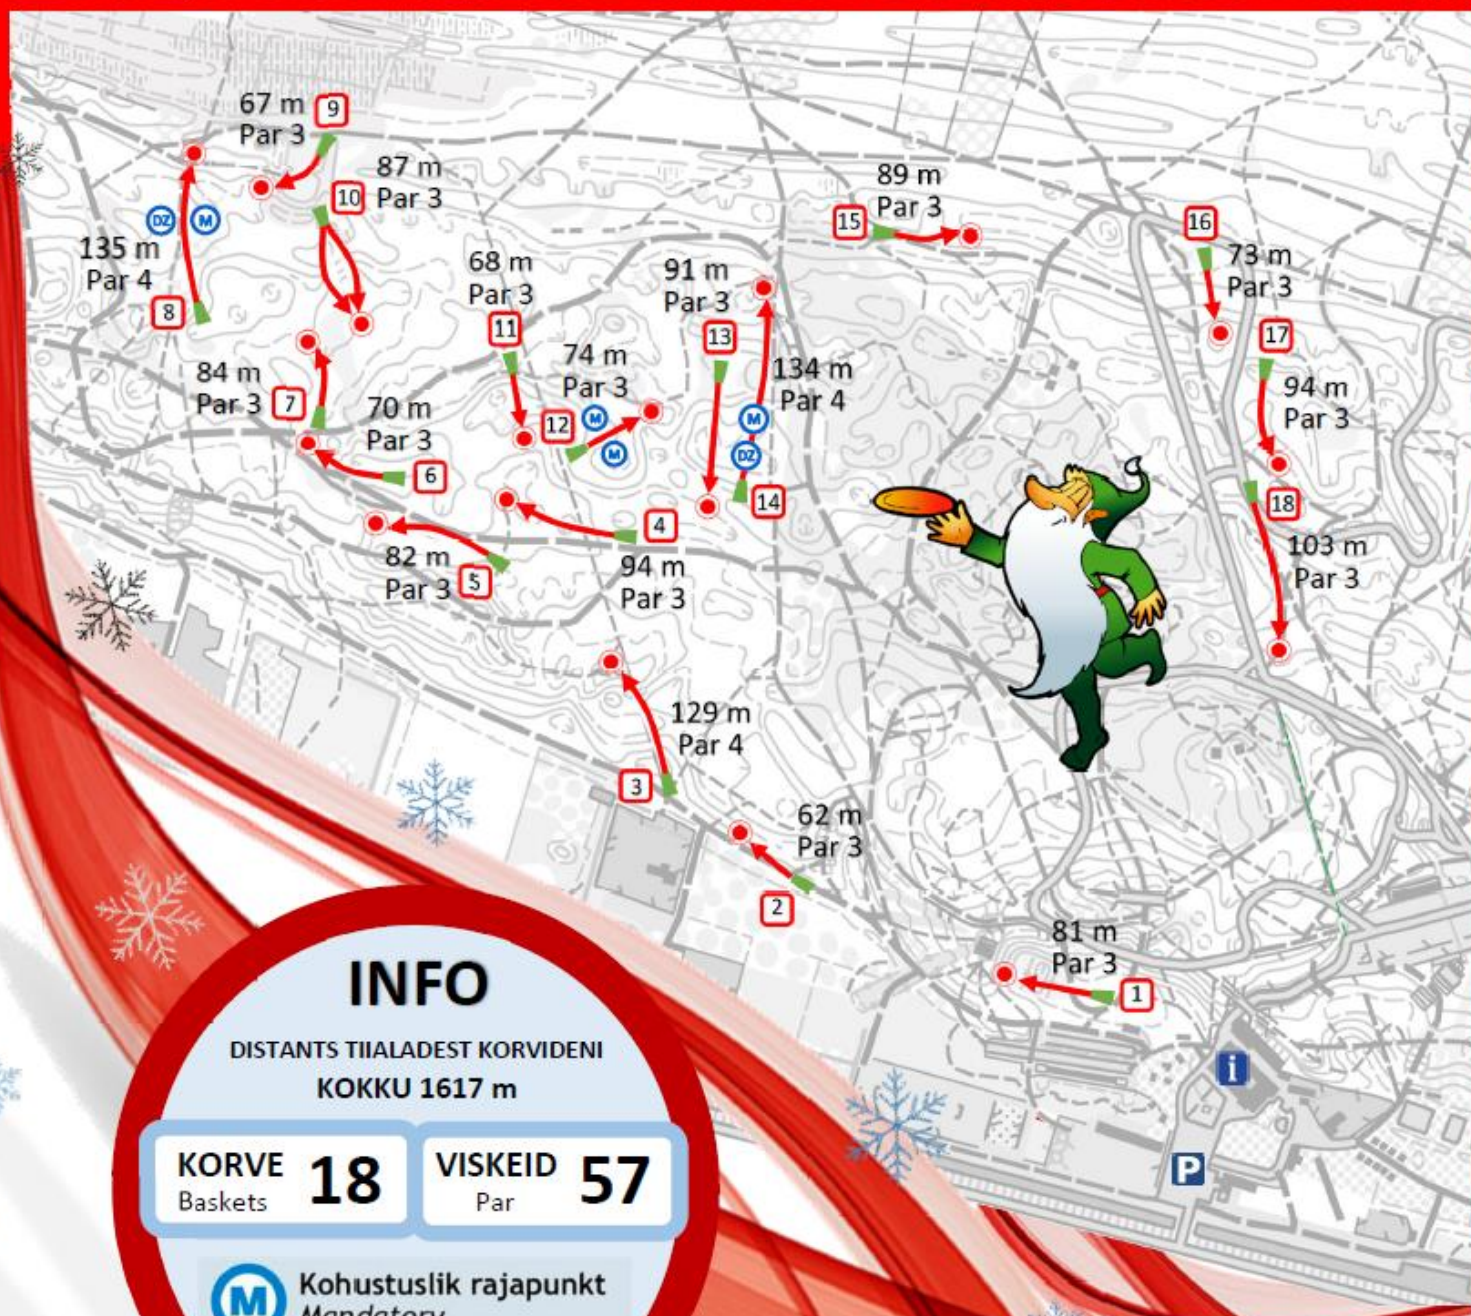 67 m
Par 3
9
87 m
Par 3
10
DZ
M
135 m
Par 4
8
84 m
Par 3
7
70 m
Par 3
6
68 m
Par 3
11
74 m
Par 3
12
M
M
91 m
Par 3
13
134 m
Par 4
M
DZ
14
89 m
Par 3
15
16
73 m
Par 3
17
94 m
Par 3
18
103 m
Par 3
4
94 m
Par 3
82 m
Par 3
5
129 m
Par 4
3
62 m
Par 3
2
81 m
Par 3
1
i
P
INFO
DISTANTS TIIALADEST KORVIDENI
KOKKU 1617 m
KORVE 18
Baskets
VISKEID 57
Par
M
Kohustuslik rajapunkt
Mandatory